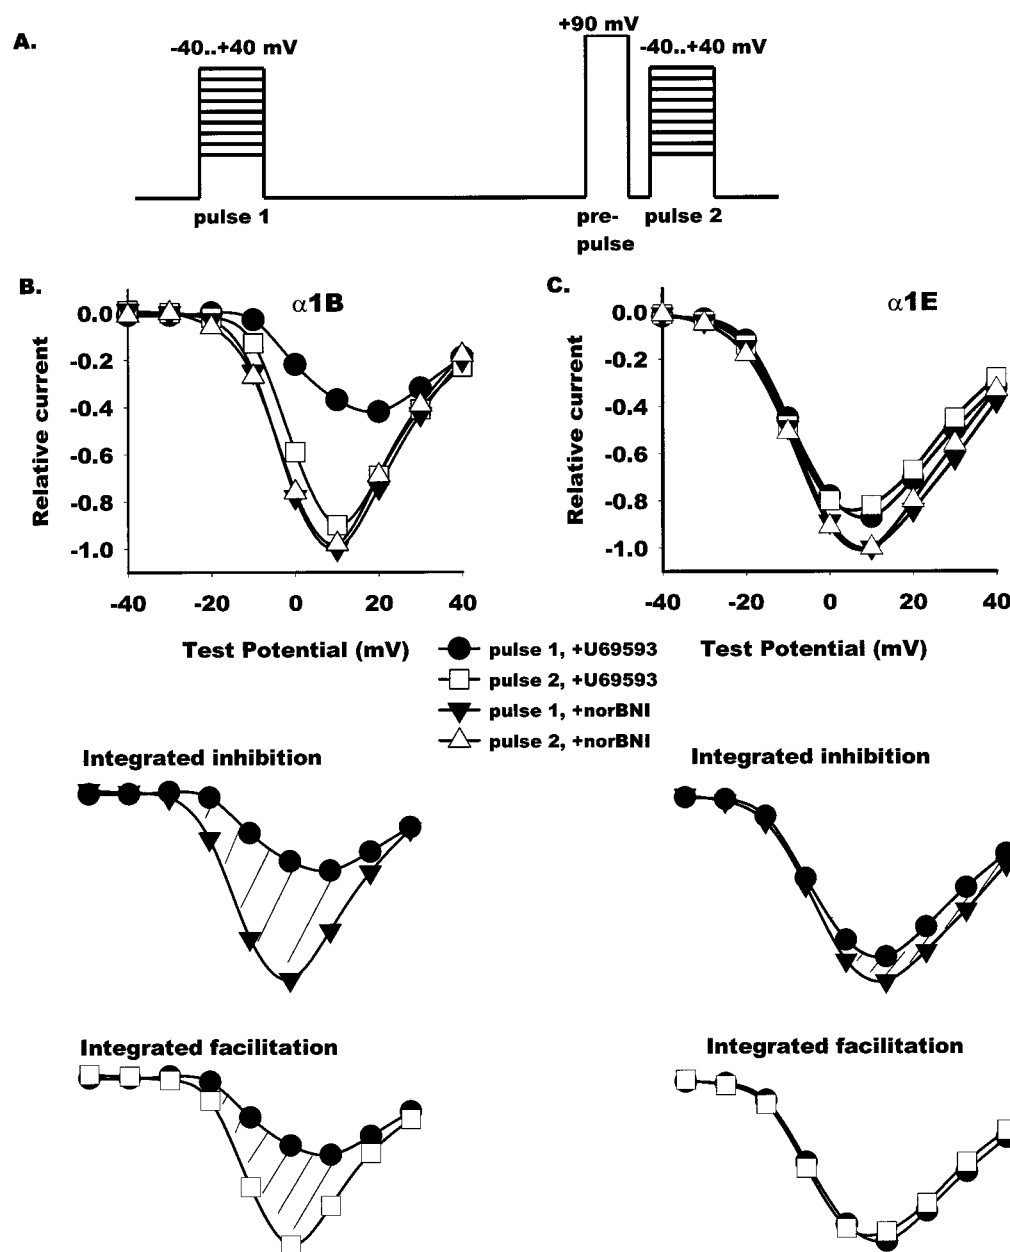 A.
+90 mV
-40..+40 mV
-40..+40 mV
pulse 1
pre-
pulse
pulse 2
B.
α1B
0.0
-0.2
-0.4
-0.6
-0.8
-1.0
Relative current
-40
-20
0
20
40
Test Potential (mV)
C.
α1E
0.0
-0.2
-0.4
-0.6
-0.8
-1.0
Relative current
-40
-20
0
20
40
Test Potential (mV)
pulse 1, +U69593
pulse 2, +U69593
pulse 1, +norBNI
pulse 2, +norBNI
Integrated inhibition
Integrated inhibition
Integrated facilitation
Integrated facilitation